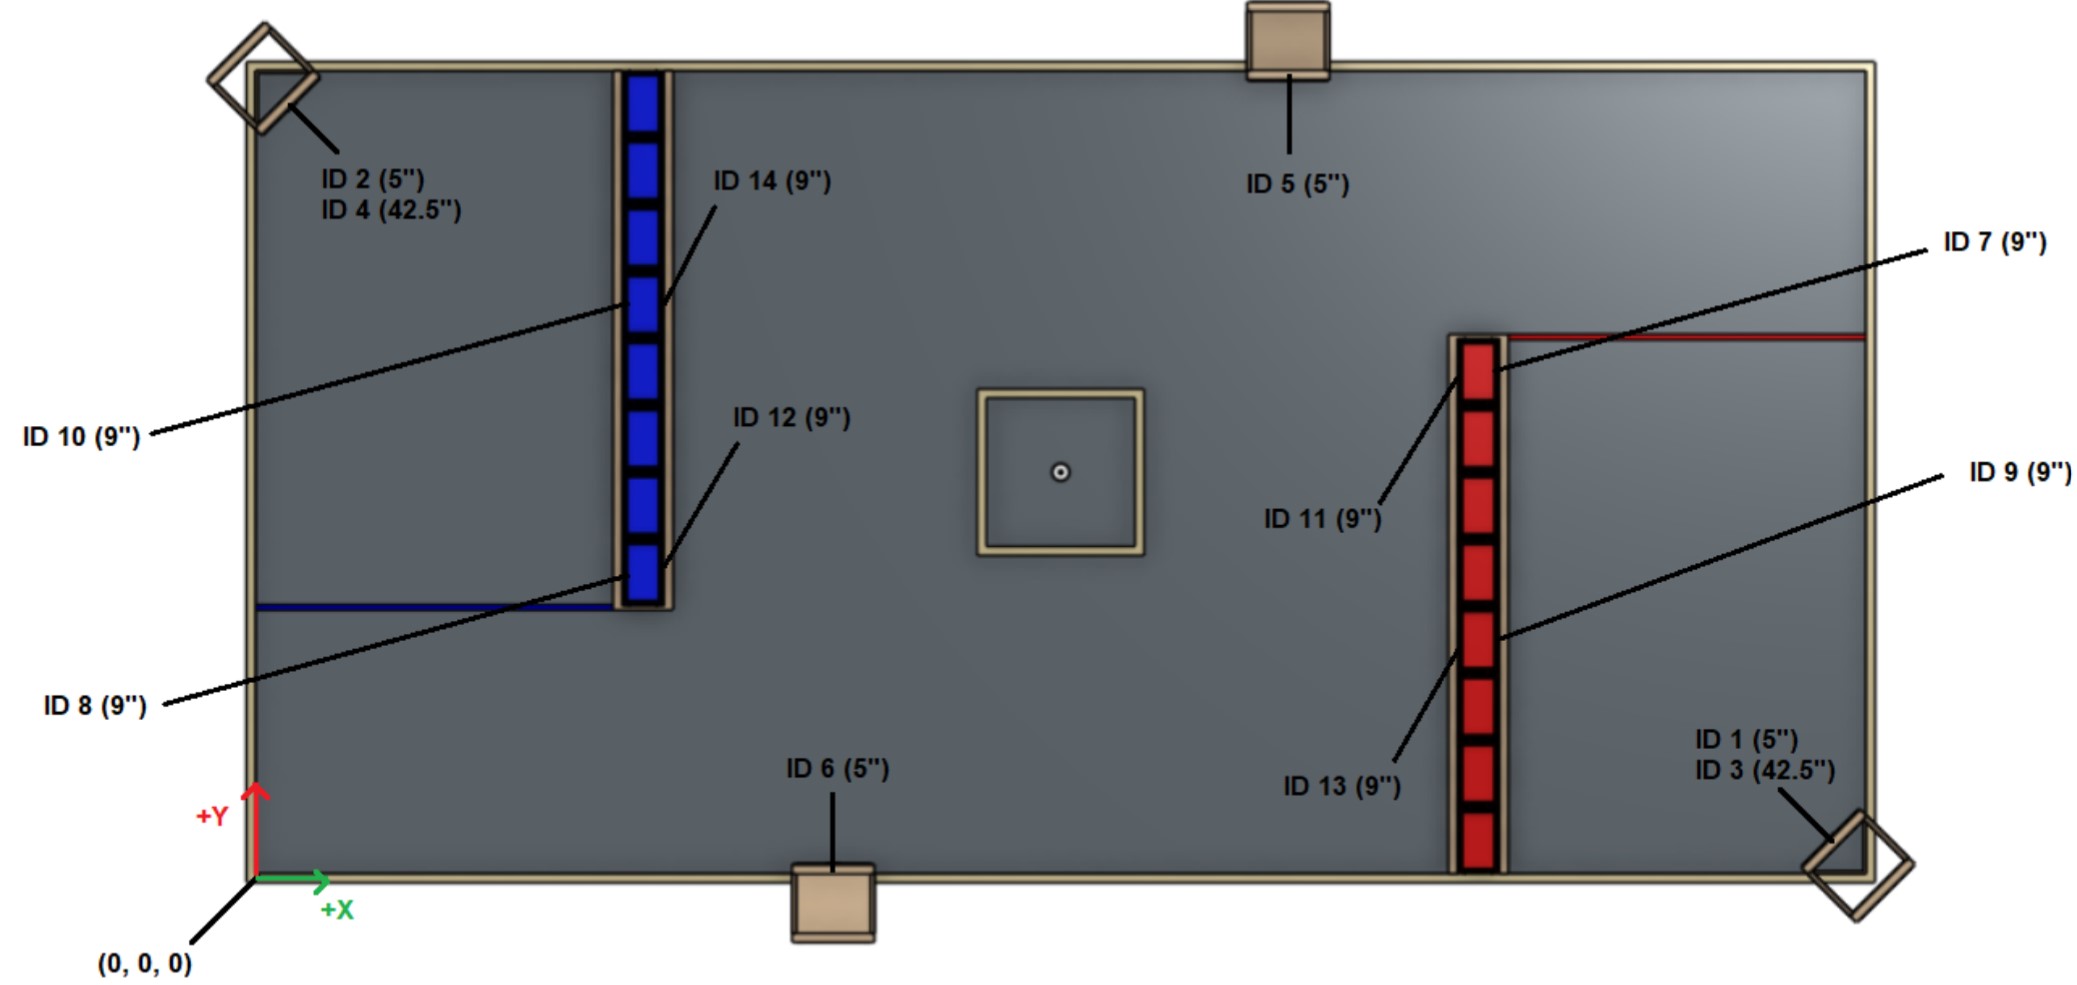 ID 2 (5")
ID 4 (42.5")
ID 14 (9")
ID 5 (5")
ID 7 (9")
ID 10 (9")
ID 12 (9")
ID 11 (9")
ID 9 (9")
ID 8 (9")
ID 6 (5")
ID 13 (9")
ID 1 (5")
ID 3 (42.5")
+Y
+X
(0, 0, 0)